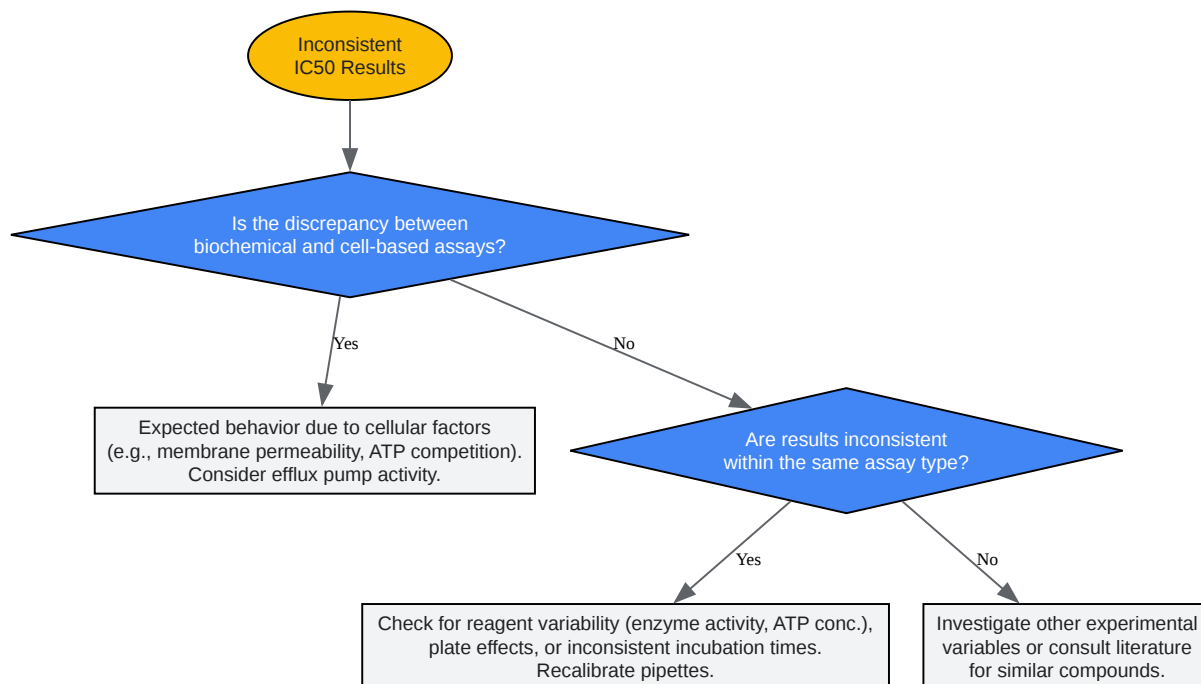 Inconsistent
IC50 Results
Is the discrepancy between
biochemical and cell-based assays?
Yes
No
Expected behavior due to cellular factors
(e.g., membrane permeability, ATP competition).
Consider efflux pump activity.
Are results inconsistent
within the same assay type?
Yes
No
Check for reagent variability (enzyme activity, ATP conc.),
plate effects, or inconsistent incubation times.
Recalibrate pipettes.
Investigate other experimental
variables or consult literature
for similar compounds.